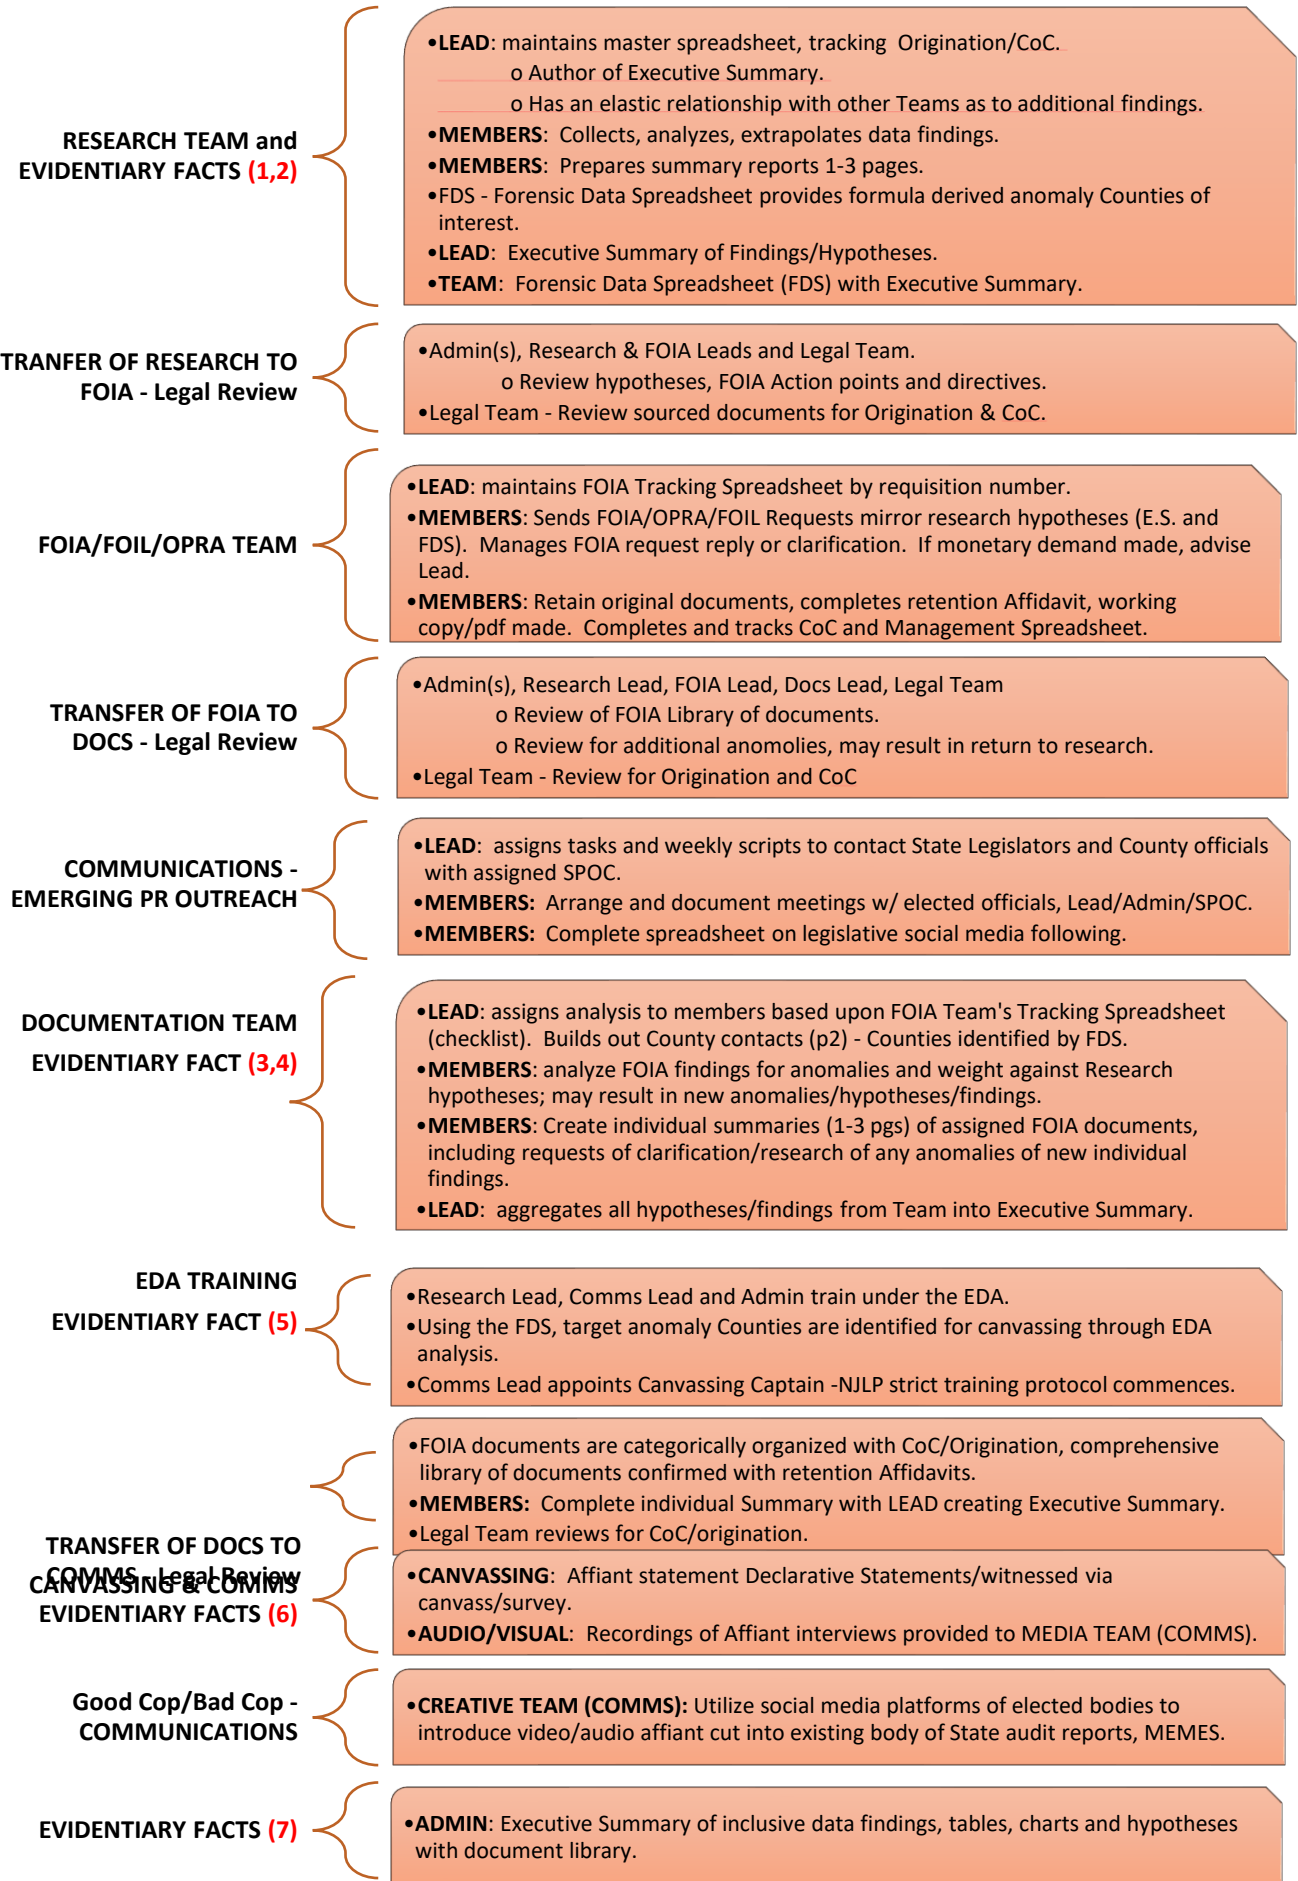 RESEARCH TEAM and
EVIDENTIARY FACTS (1,2)
•LEAD: maintains master spreadsheet, tracking Origination/CoC.
o Author of Executive Summary.
o Has an elastic relationship with other Teams as to additional findings.
•MEMBERS: Collects, analyzes, extrapolates data findings.
•MEMBERS: Prepares summary reports 1-3 pages.
•FDS - Forensic Data Spreadsheet provides formula derived anomaly Counties of
interest.
•LEAD: Executive Summary of Findings/Hypotheses.
•TEAM: Forensic Data Spreadsheet (FDS) with Executive Summary.
TRANFER OF RESEARCH TO
FOIA - Legal Review
•Admin(s), Research & FOIA Leads and Legal Team.
o Review hypotheses, FOIA Action points and directives.
•Legal Team - Review sourced documents for Origination & CoC.
FOIA/FOIL/OPRA TEAM
•LEAD: maintains FOIA Tracking Spreadsheet by requisition number.
•MEMBERS: Sends FOIA/OPRA/FOIL Requests mirror research hypotheses (E.S. and
FDS). Manages FOIA request reply or clarification. If monetary demand made, advise
Lead.
•MEMBERS: Retain original documents, completes retention Affidavit, working
copy/pdf made. Completes and tracks CoC and Management Spreadsheet.
TRANSFER OF FOIA TO
DOCS - Legal Review
•Admin(s), Research Lead, FOIA Lead, Docs Lead, Legal Team
o Review of FOIA Library of documents.
o Review for additional anomolies, may result in return to research.
•Legal Team - Review for Origination and CoC
COMMUNICATIONS -
EMERGING PR OUTREACH
•LEAD: assigns tasks and weekly scripts to contact State Legislators and County officials
with assigned SPOC.
•MEMBERS: Arrange and document meetings w/ elected officials, Lead/Admin/SPOC.
•MEMBERS: Complete spreadsheet on legislative social media following.
DOCUMENTATION TEAM
EVIDENTIARY FACT (3,4)
•LEAD: assigns analysis to members based upon FOIA Team's Tracking Spreadsheet
(checklist). Builds out County contacts (p2) - Counties identified by FDS.
•MEMBERS: analyze FOIA findings for anomalies and weight against Research
hypotheses; may result in new anomalies/hypotheses/findings.
•MEMBERS: Create individual summaries (1-3 pgs) of assigned FOIA documents,
including requests of clarification/research of any anomalies of new individual
findings.
•LEAD: aggregates all hypotheses/findings from Team into Executive Summary.
EDA TRAINING
EVIDENTIARY FACT (5)
•Research Lead, Comms Lead and Admin train under the EDA.
•Using the FDS, target anomaly Counties are identified for canvassing through EDA
analysis.
•Comms Lead appoints Canvassing Captain -NJLP strict training protocol commences.
•FOIA documents are categorically organized with CoC/Origination, comprehensive
library of documents confirmed with retention Affidavits.
•MEMBERS: Complete individual Summary with LEAD creating Executive Summary.
•Legal Team reviews for CoC/origination.
TRANSFER OF DOCS TO
COMMS - Legal Review
CANVASSING & COMMS
EVIDENTIARY FACTS (6)
•CANVASSING: Affiant statement Declarative Statements/witnessed via
canvass/survey.
•AUDIO/VISUAL: Recordings of Affiant interviews provided to MEDIA TEAM (COMMS).
Good Cop/Bad Cop -
COMMUNICATIONS
•CREATIVE TEAM (COMMS): Utilize social media platforms of elected bodies to
introduce video/audio affiant cut into existing body of State audit reports, MEMES.
EVIDENTIARY FACTS (7)
•ADMIN: Executive Summary of inclusive data findings, tables, charts and hypotheses
with document library.